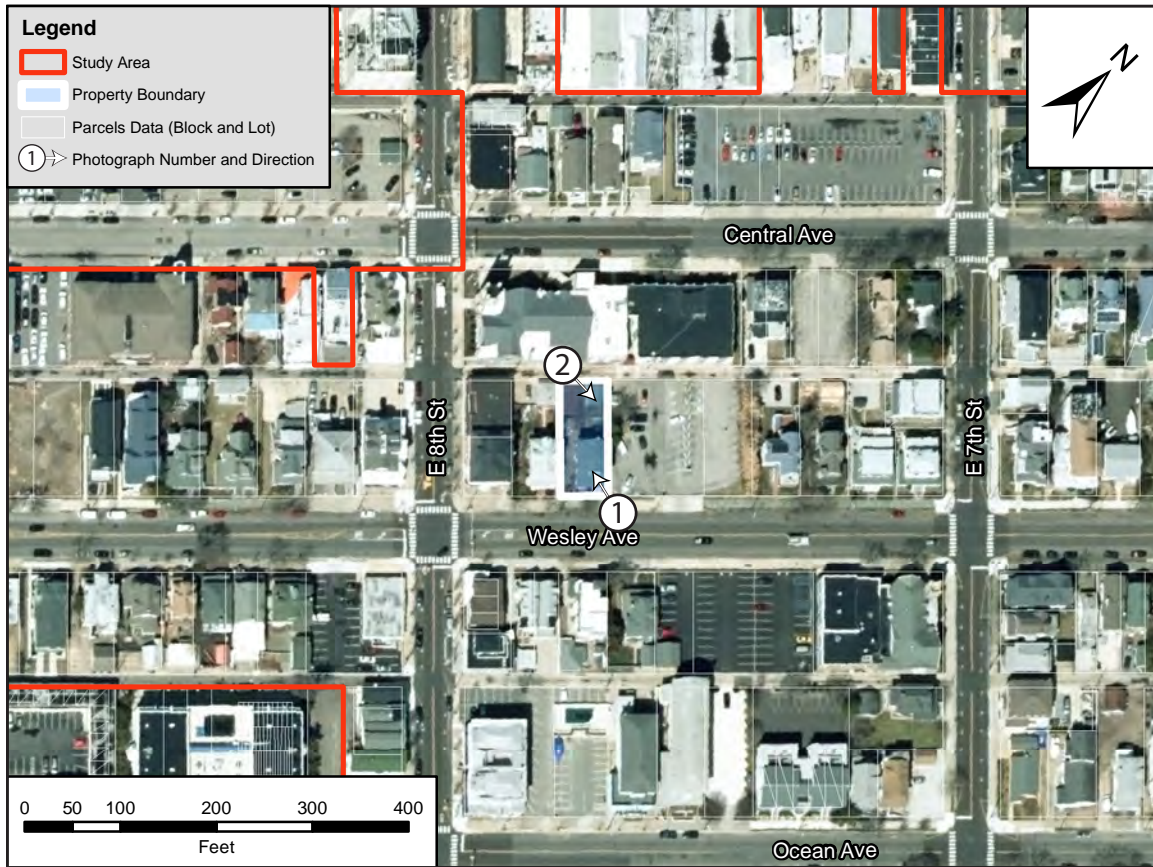 Legend
Study Area
Property Boundary
Parcels Data (Block and Lot)
1 Photograph Number and Direction
N
Central Ave
2
E 8th St
E 7th St
1
Wesley Ave
0 50 100 200 300 400
Feet
Ocean Ave